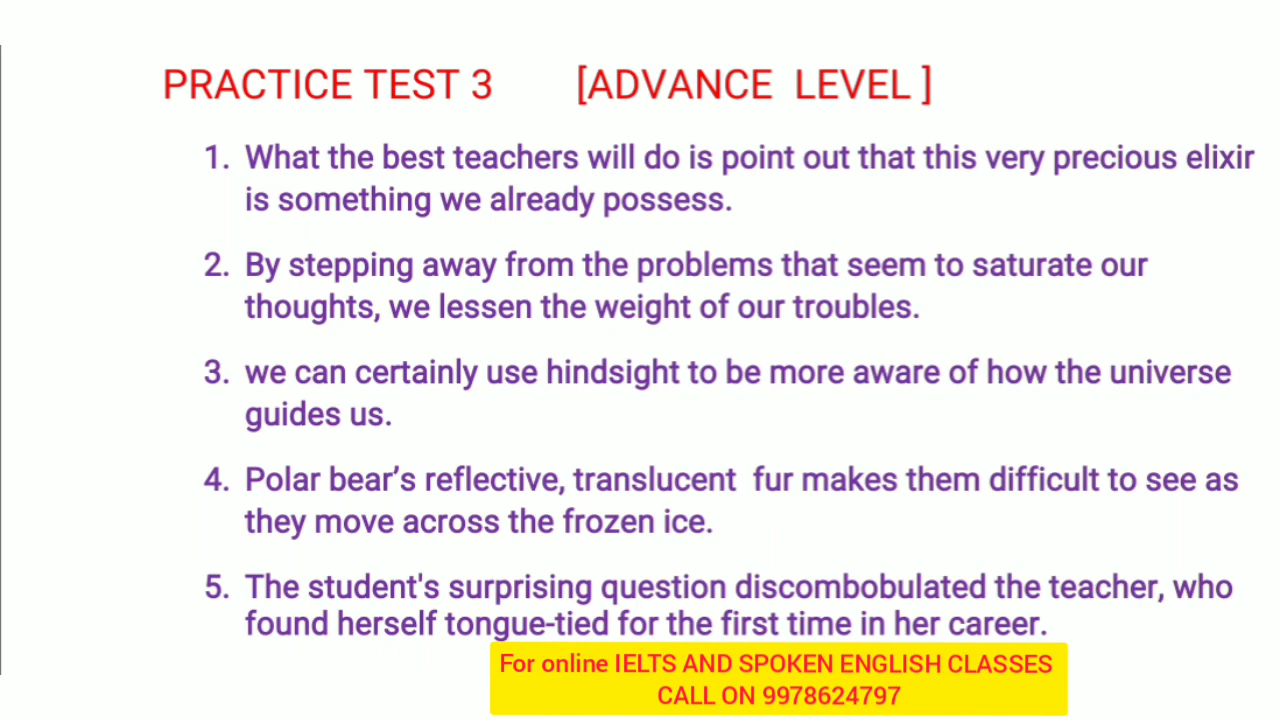 PRACTICE TEST 3 [ADVANCE LEVEL ]
1. What the best teachers will do is point out that this very precious elixir
is something we already possess.
2. By stepping away from the problems that seem to saturate our
thoughts, we lessen the weight of our troubles.
3. we can certainly use hindsight to be more aware of how the universe
guides us.
4. Polar bear’s reflective, translucent fur makes them difficult to see as
they move across the frozen ice.
5. The student's surprising question discombobulated the teacher, who
found herself tongue-tied for the first time in her career.
For online IELTS AND SPOKEN ENGLISH CLASSES
CALL ON 9978624797